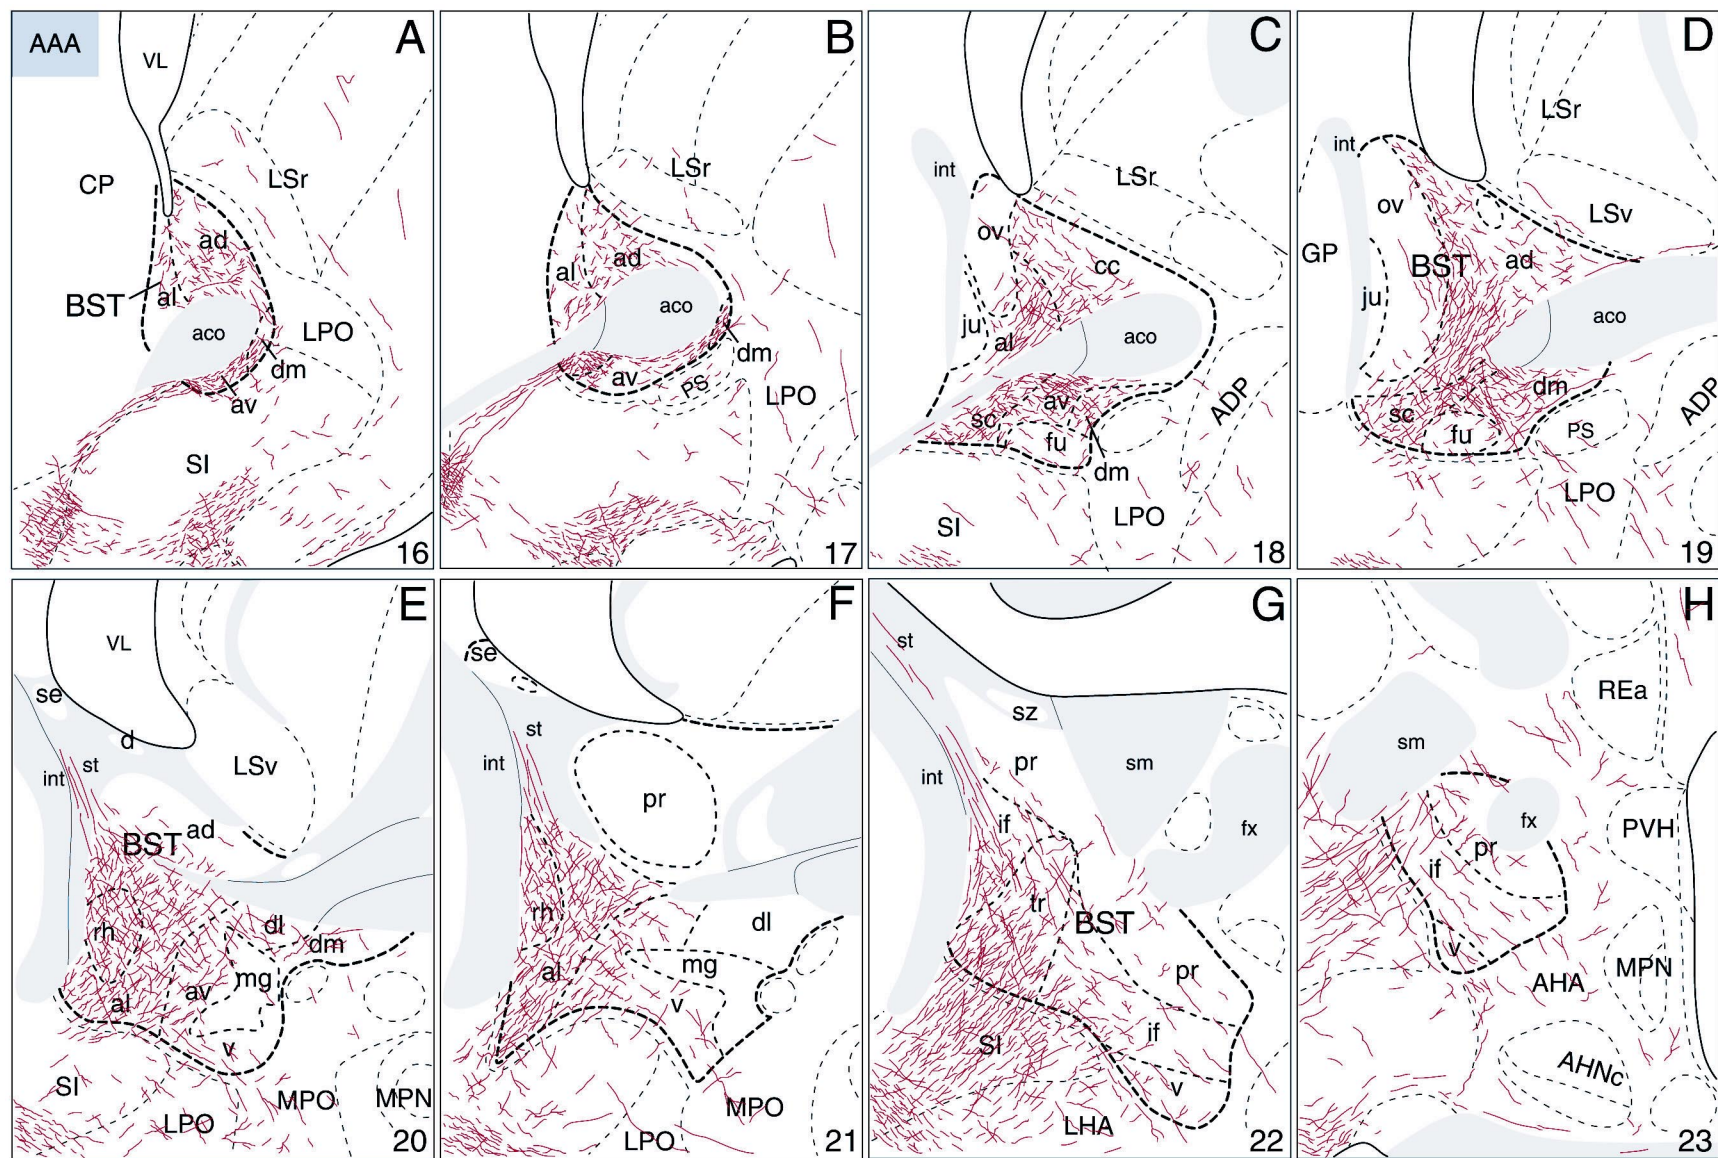 AAA
VL
A
CP
LSr
ad
al
BST
aco
LPO
dm
av
SI
16
B
LSr
al
ad
aco
dm
av
PS
LPO
17
C
int
LSr
ov
cc
ju
al
aco
av
sc
fu
ADP
dm
LPO
SI
18
D
LSr
int
ov
LSv
GP
BST
ad
ju
aco
dm
sc
fu
PS
ADP
LPO
19
E
VL
se
d
st
int
LSv
ad
BST
rh
dl
dm
mg
av
al
v
SI
MPO
MPN
LPO
20
F
se
st
int
pr
rh
dl
al
mg
v
MPO
LPO
21
G
st
sz
int
pr
sm
if
fx
tr
BST
pr
SI
if
v
LHA
22
H
REa
sm
fx
PVH
pr
if
v
AHA
MPN
AHNc
23